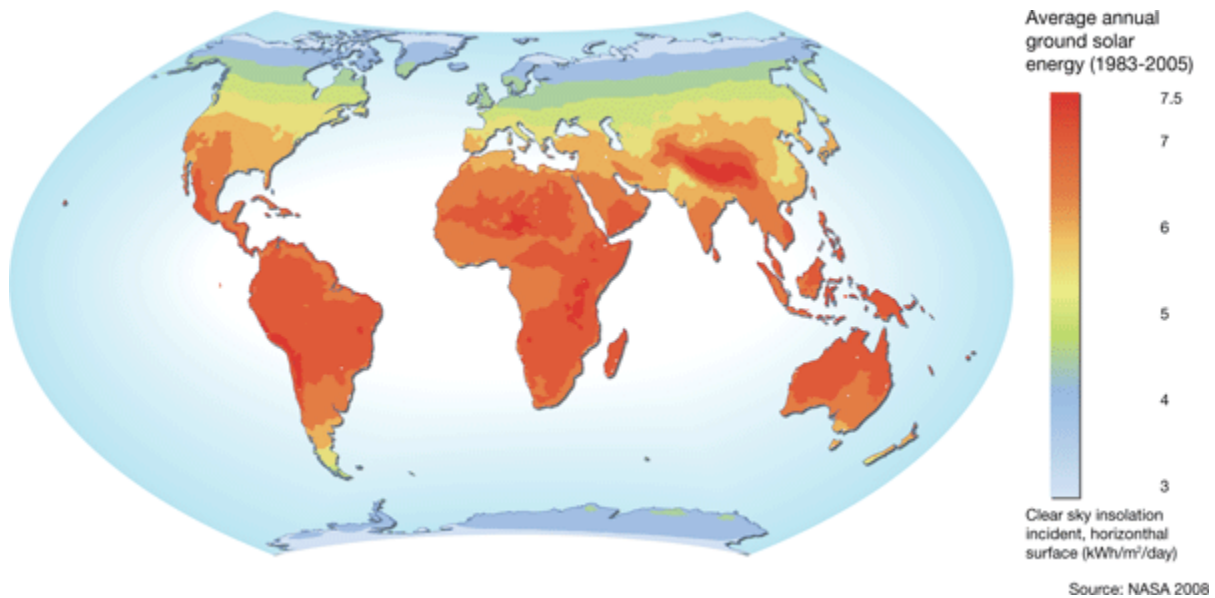 Average annual
ground solar
energy (1983-2005)
7.5
7
6
5
4
3
Clear sky insolation
incident, horizonthal
surface (kWh/m²/day)
Source: NASA 2008